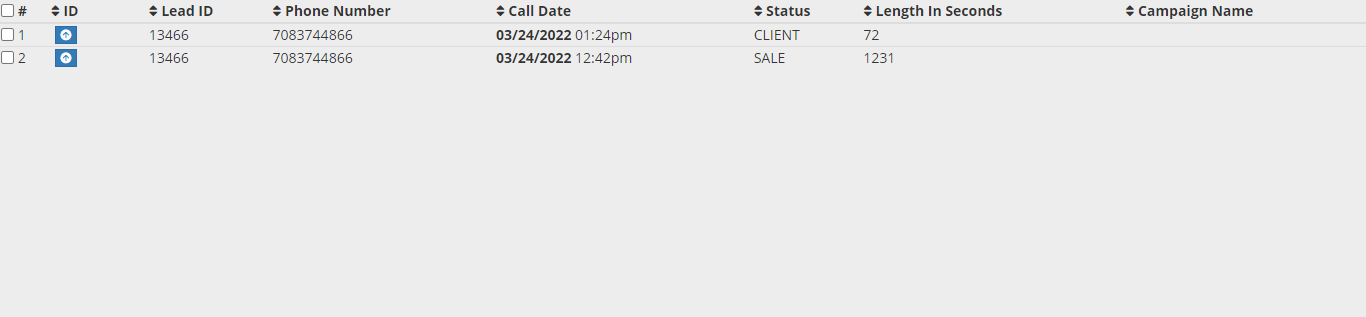 # ID Lead ID Phone Number Call Date Status Length In Seconds Campaign Name
1 13466 7083744866 03/24/2022 01:24pm CLIENT 72
2 13466 7083744866 03/24/2022 12:42pm SALE 1231